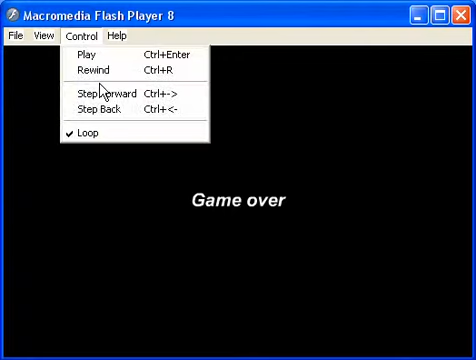 Macromedia Flash Player 8
File View Control Help
Play Ctrl+Enter
Rewind Ctrl+R
Step Forward Ctrl+->
Step Back Ctrl+<-
Loop
Game over